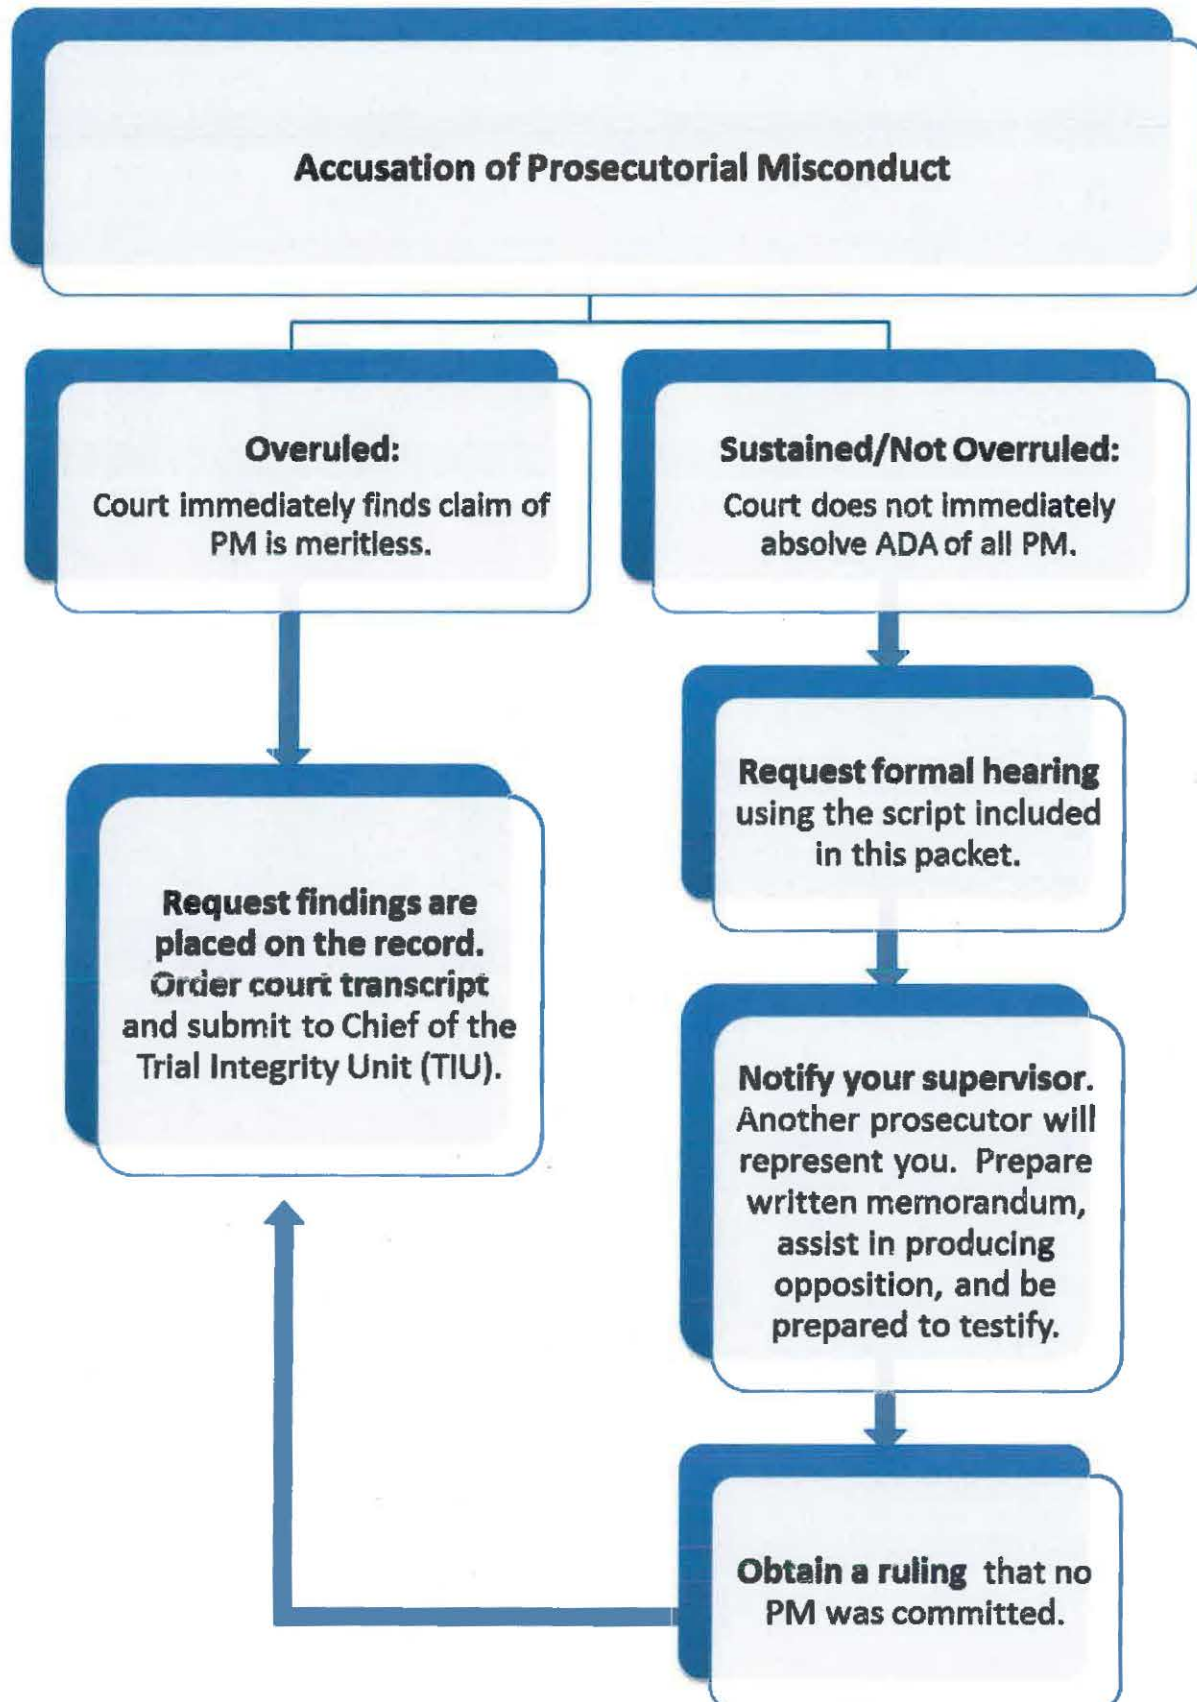 Accusation of Prosecutorial Misconduct
Overuled:
Court immediately finds claim of
PM is meritless.
Sustained/Not Overruled:
Court does not immediately
absolve ADA of all PM.
Request formal hearing
using the script included
in this packet.
Request findings are
placed on the record.
Order court transcript
and submit to Chief of the
Trial Integrity Unit (TIU).
Notify your supervisor.
Another prosecutor will
represent you. Prepare
written memorandum,
assist in producing
opposition, and be
prepared to testify.
Obtain a ruling that no
PM was committed.